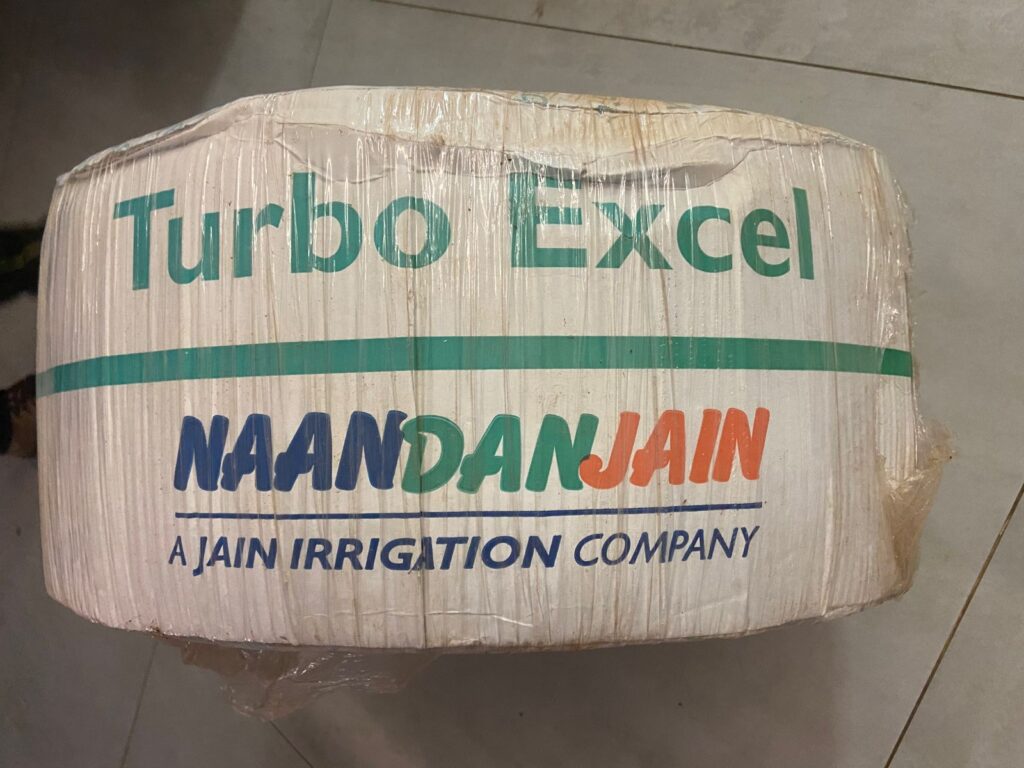 Turbo Excel
NAANDANJAIN
A JAIN IRRIGATION COMPANY